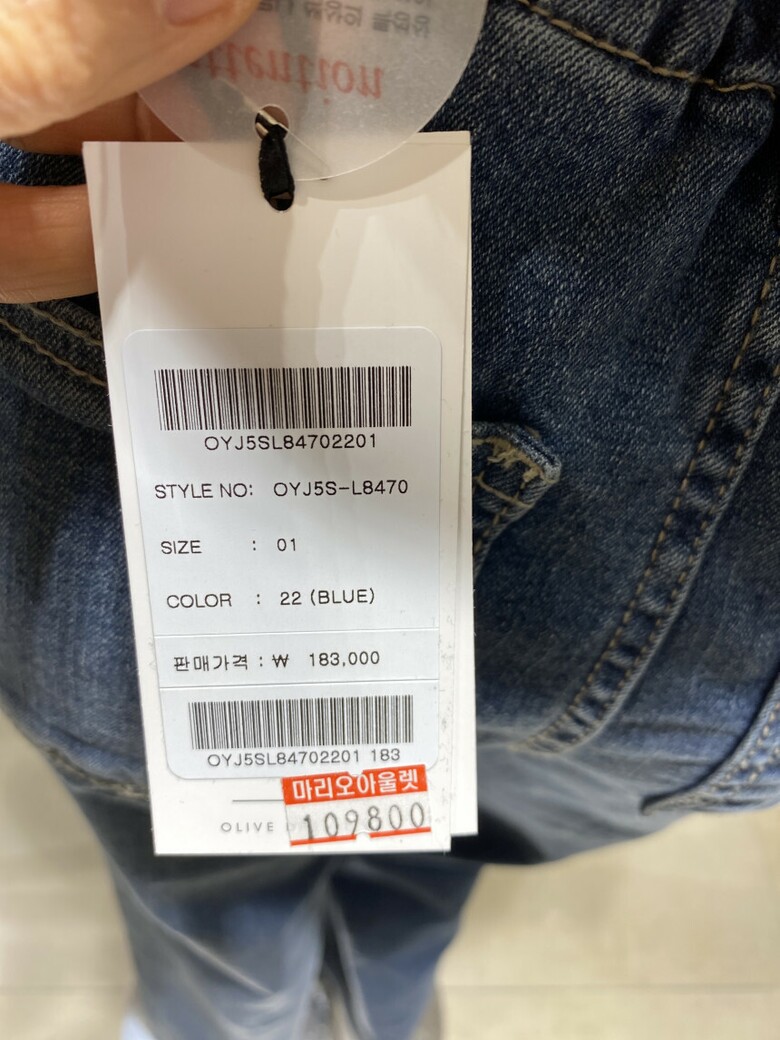 OYJ5SL84702201
STYLE NO: OYJ5S-L8470
SIZE : 01
COLOR : 22 (BLUE)
판매가격 : ₩ 183,000
OYJ5SL84702201 183
마리오아울렛
OLIVE
109800